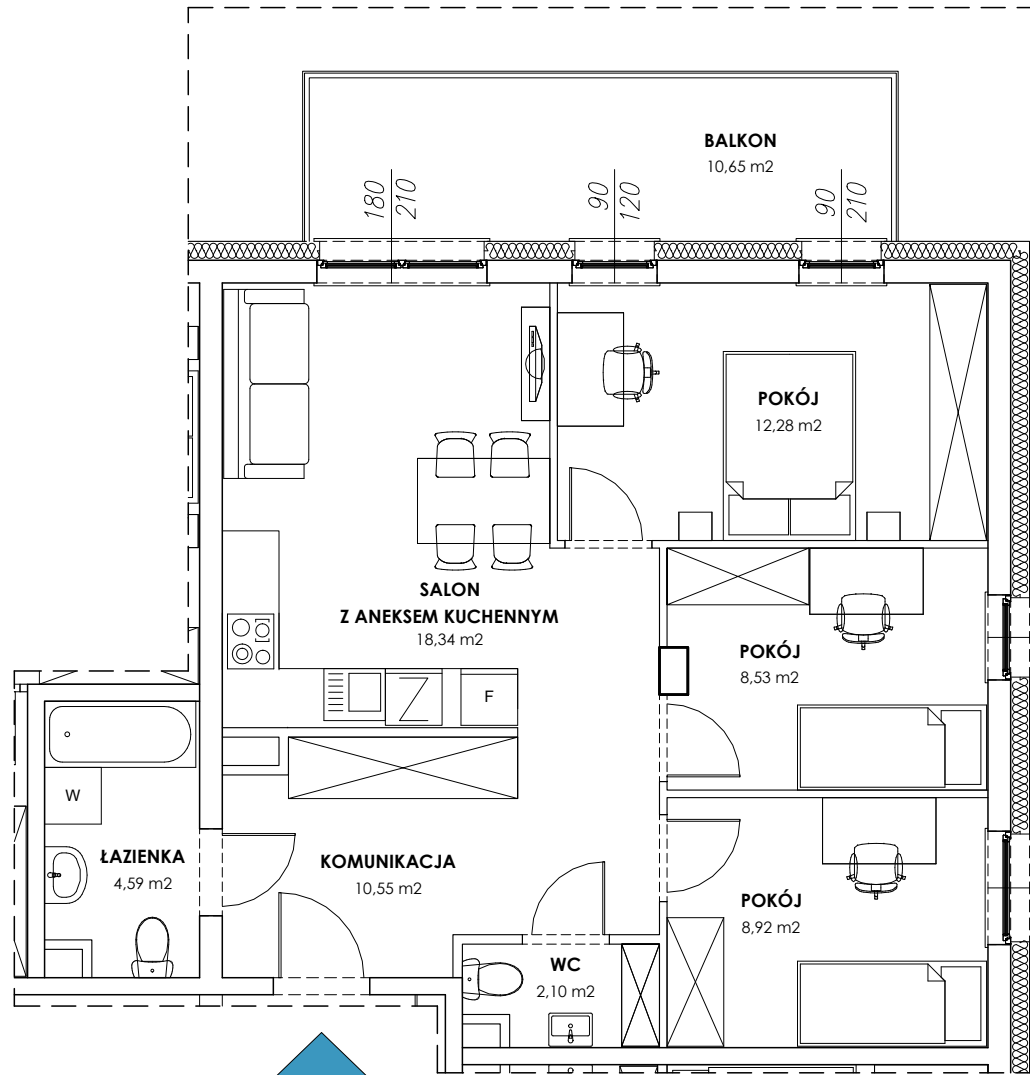 BALKON
10,65 m2
180
210
90
120
90
210
POKÓJ
12,28 m2
SALON
Z ANEKSEM KUCHENNYM
18,34 m2
F
POKÓJ
8,53 m2
W
ŁAZIENKA
4,59 m2
KOMUNIKACJA
10,55 m2
POKÓJ
8,92 m2
WC
2,10 m2